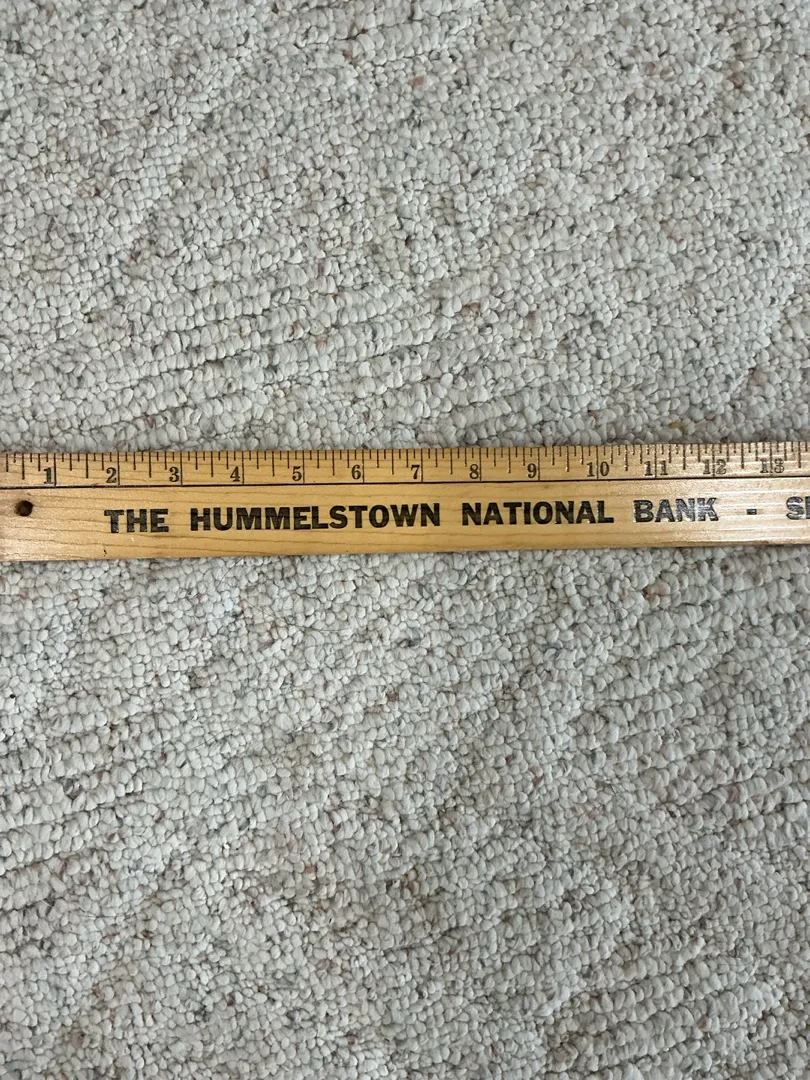 1 2 3 4 5 6 7 8 9 10 11 12 13
THE HUMMELSTOWN NATIONAL BANK -